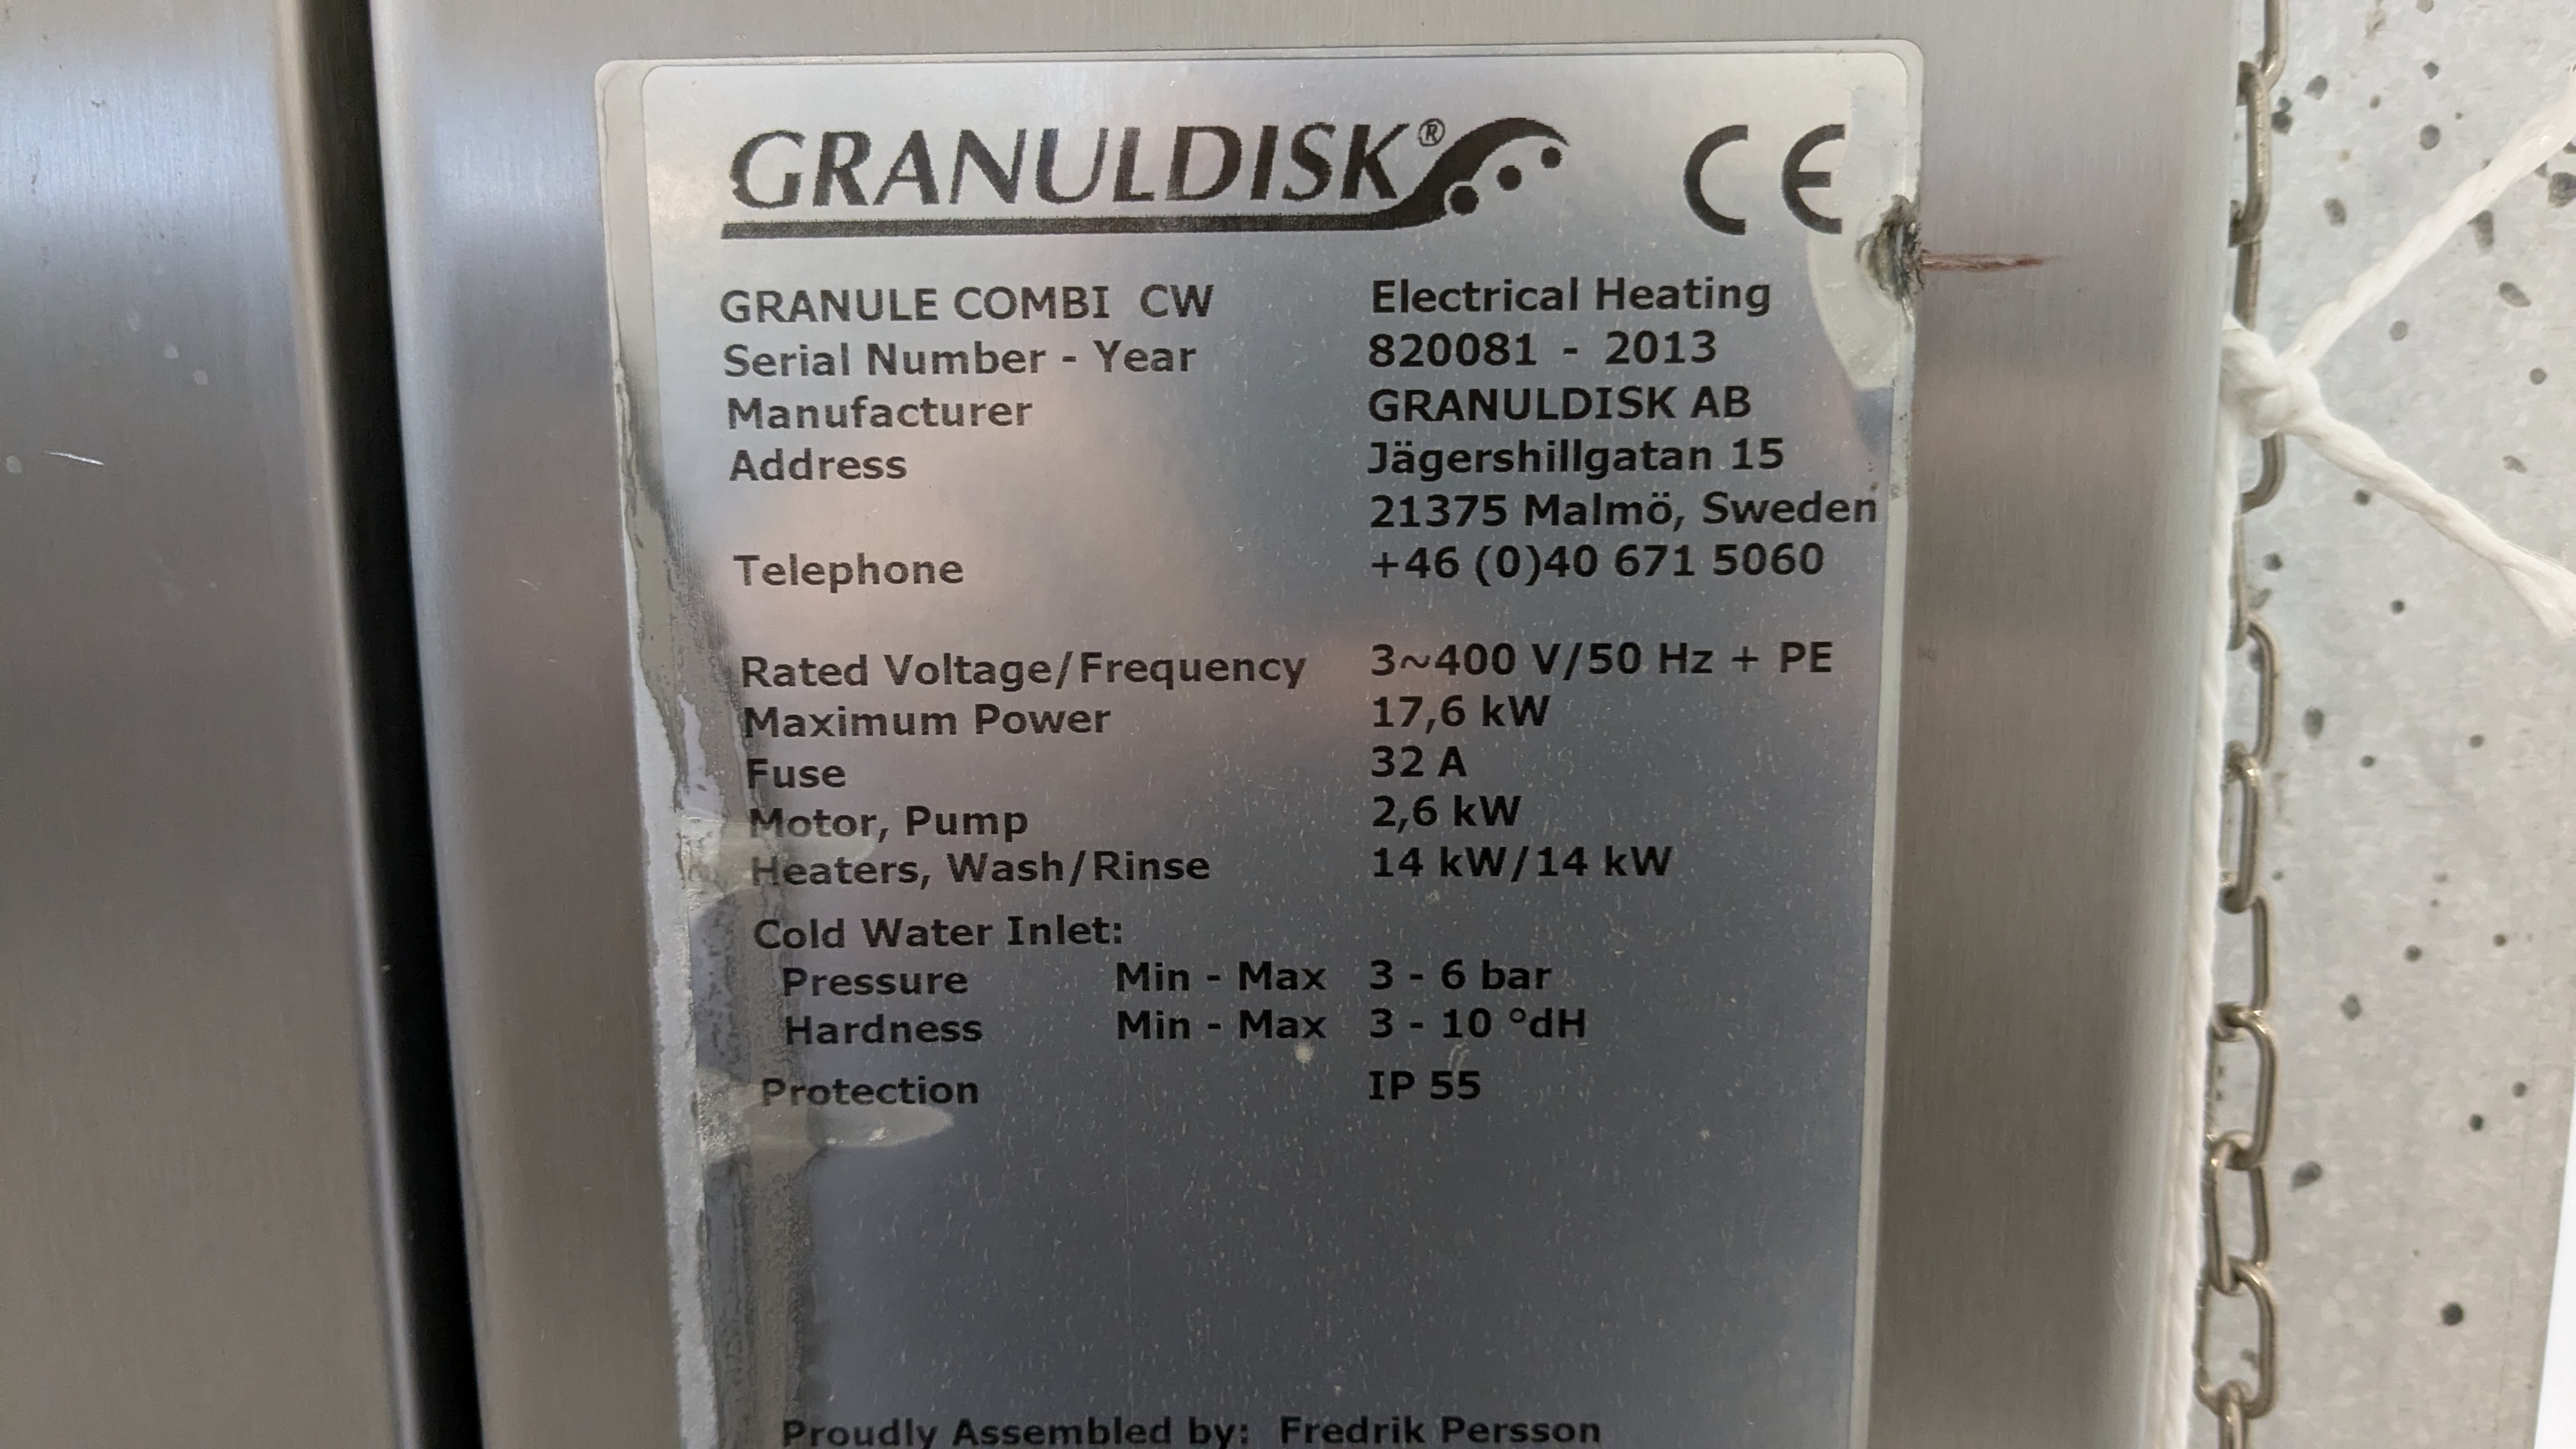 GRANULDISK®
CE
GRANULE COMBI CW Electrical Heating
Serial Number - Year 820081 - 2013
Manufacturer GRANULDISK AB
Address Jägershillgatan 15
21375 Malmö, Sweden
Telephone +46 (0)40 671 5060
Rated Voltage/Frequency 3~400 V/50 Hz + PE
Maximum Power 17,6 kW
Fuse 32 A
Motor, Pump 2,6 kW
Heaters, Wash/Rinse 14 kW/14 kW
Cold Water Inlet:
Pressure Min - Max 3 - 6 bar
Hardness Min - Max 3 - 10 °dH
Protection IP 55
Proudly Assembled by: Fredrik Persson